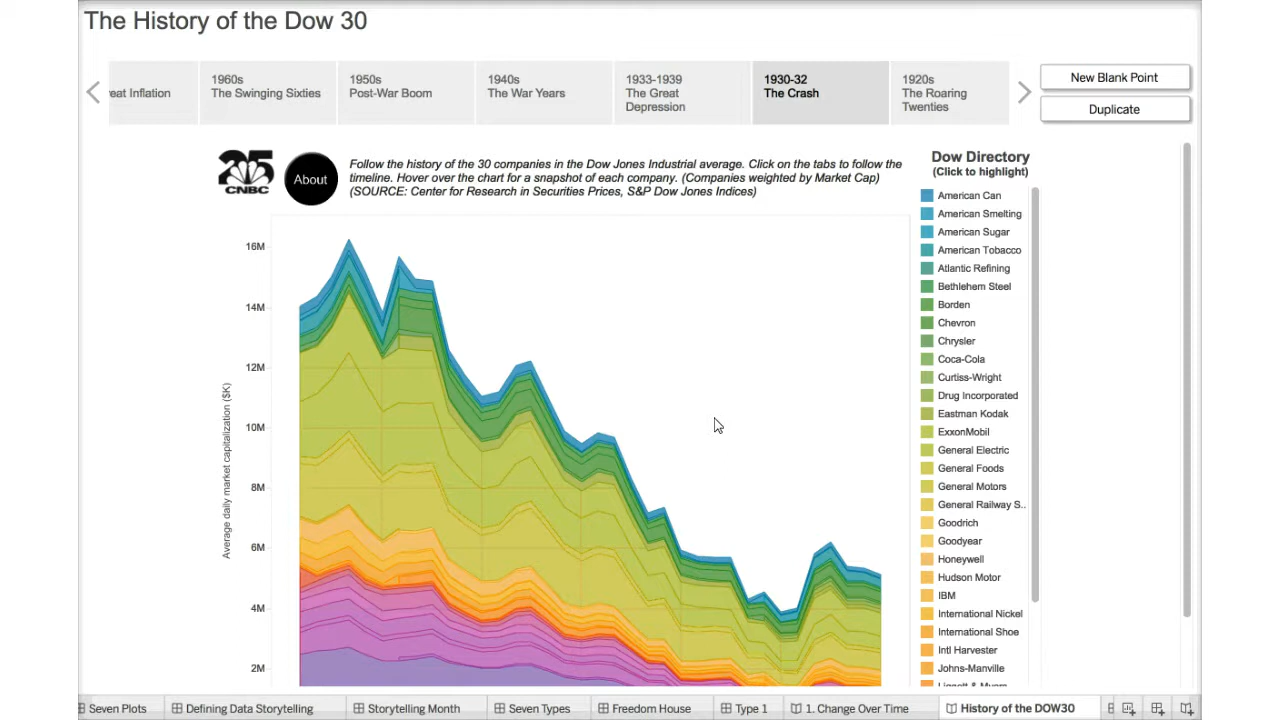 The History of the Dow 30
eat Inflation
1960s
The Swinging Sixties
1950s
Post-War Boom
1940s
The War Years
1933-1939
The Great
Depression
1930-32
The Crash
1920s
The Roaring
Twenties
New Blank Point
Duplicate
25
CNBC
About
Follow the history of the 30 companies in the Dow Jones Industrial average. Click on the tabs to follow the
timeline. Hover over the chart for a snapshot of each company. (Companies weighted by Market Cap)
(SOURCE: Center for Research in Securities Prices, S&P Dow Jones Indices)
Dow Directory
(Click to highlight)
American Can
American Smelting
American Sugar
American Tobacco
Atlantic Refining
Bethlehem Steel
Borden
Chevron
Chrysler
Coca-Cola
Curtiss-Wright
Drug Incorporated
Eastman Kodak
ExxonMobil
General Electric
General Foods
General Motors
General Railway S..
Goodrich
Goodyear
Honeywell
Hudson Motor
IBM
International Nickel
International Shoe
Intl Harvester
Johns-Manville
Liggett & Myers
Average daily market capitalization ($K)
16M
14M
12M
10M
8M
6M
4M
2M
Seven Plots
Defining Data Storytelling
Storytelling Month
Seven Types
Freedom House
Type 1
1. Change Over Time
History of the DOW30